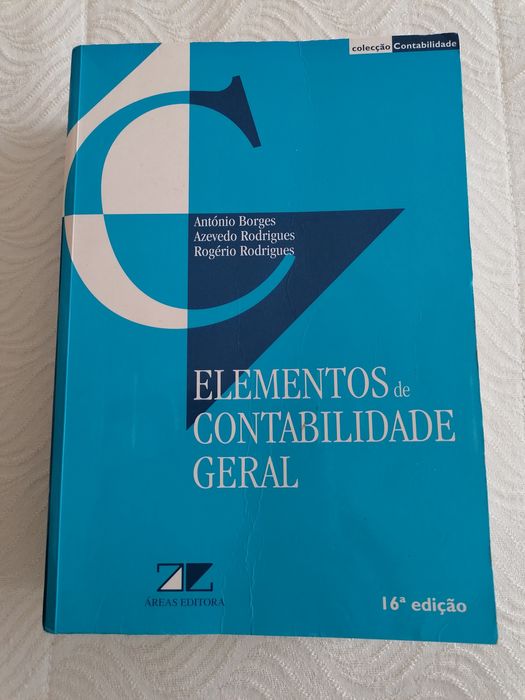 colecção Contabilidade
António Borges
Azevedo Rodrigues
Rogério Rodrigues
ELEMENTOS de
CONTABILIDADE
GERAL
ÁREAS EDITORA
16ª edição